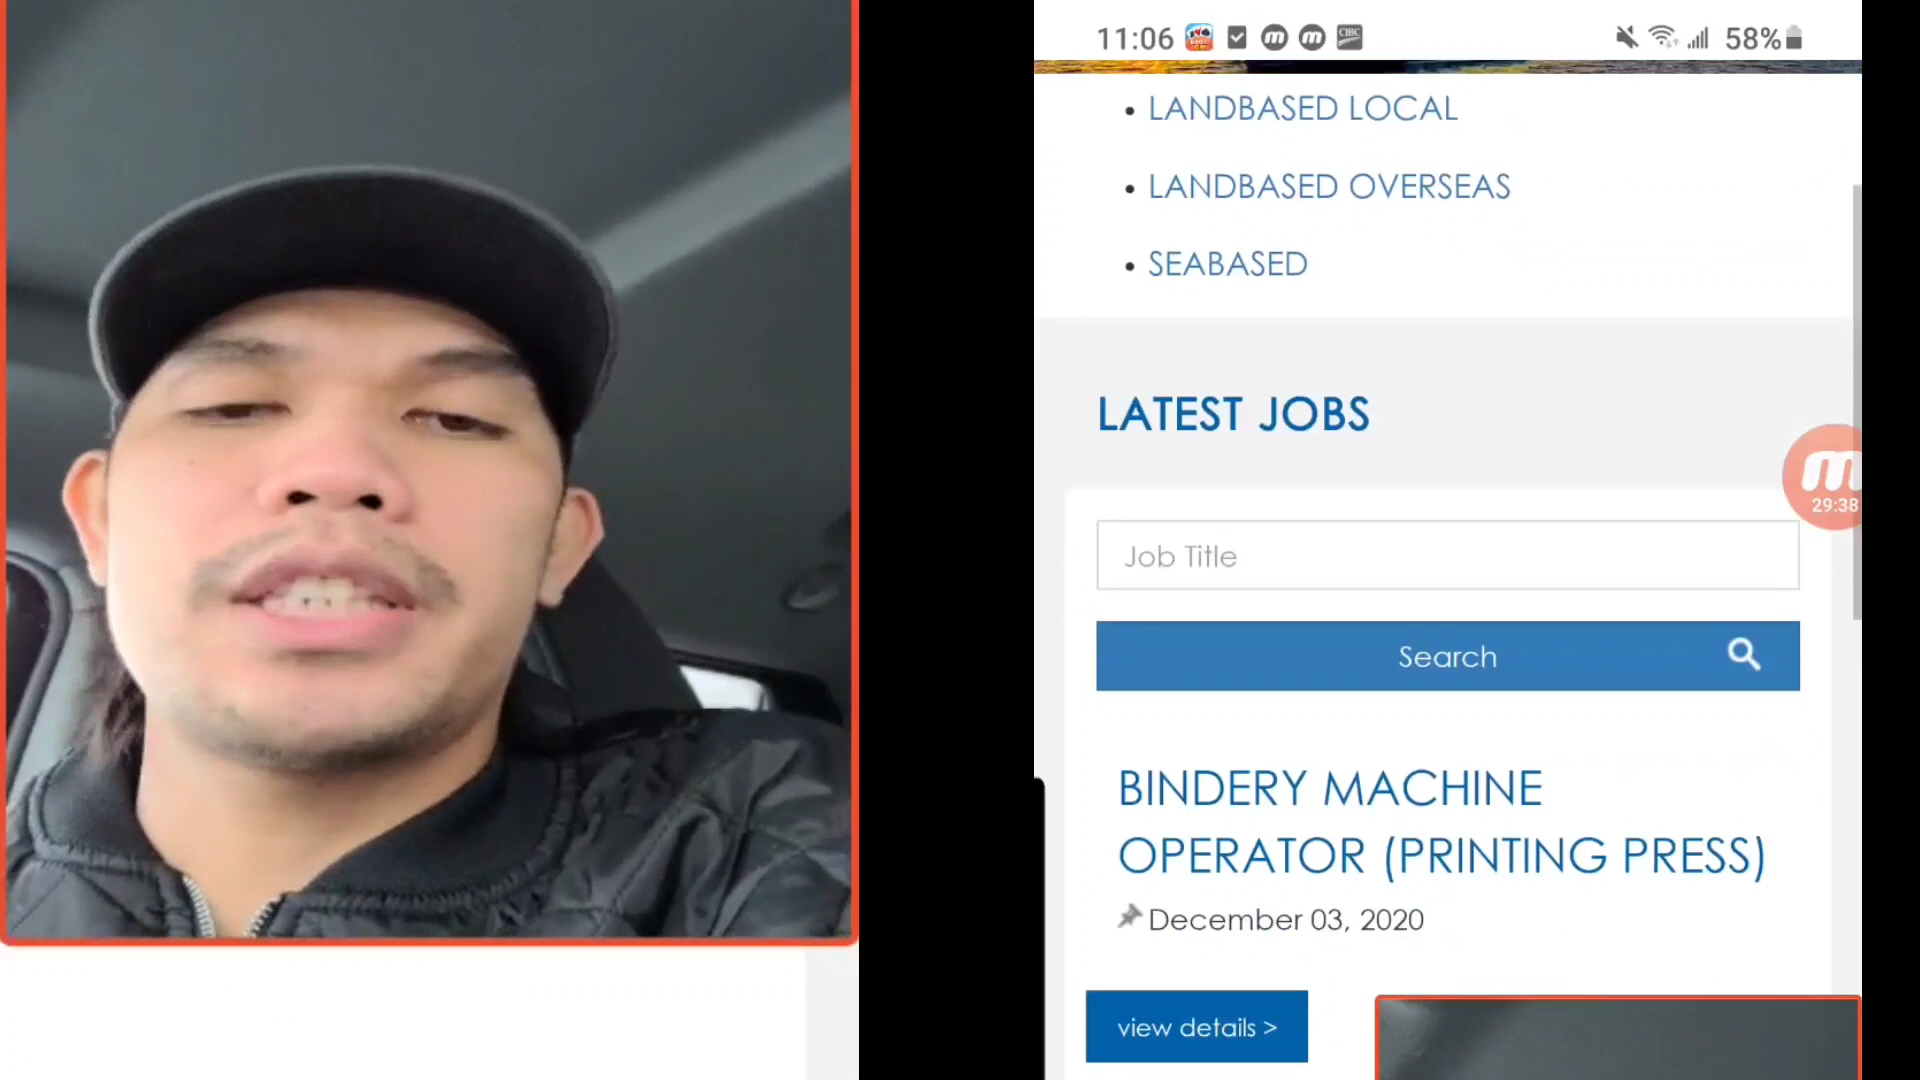 11:06
CIBC
58%
LANDBASED LOCAL
LANDBASED OVERSEAS
SEABASED
LATEST JOBS
29:38
Job Title
Search
BINDERY MACHINE
OPERATOR (PRINTING PRESS)
December 03, 2020
view details >